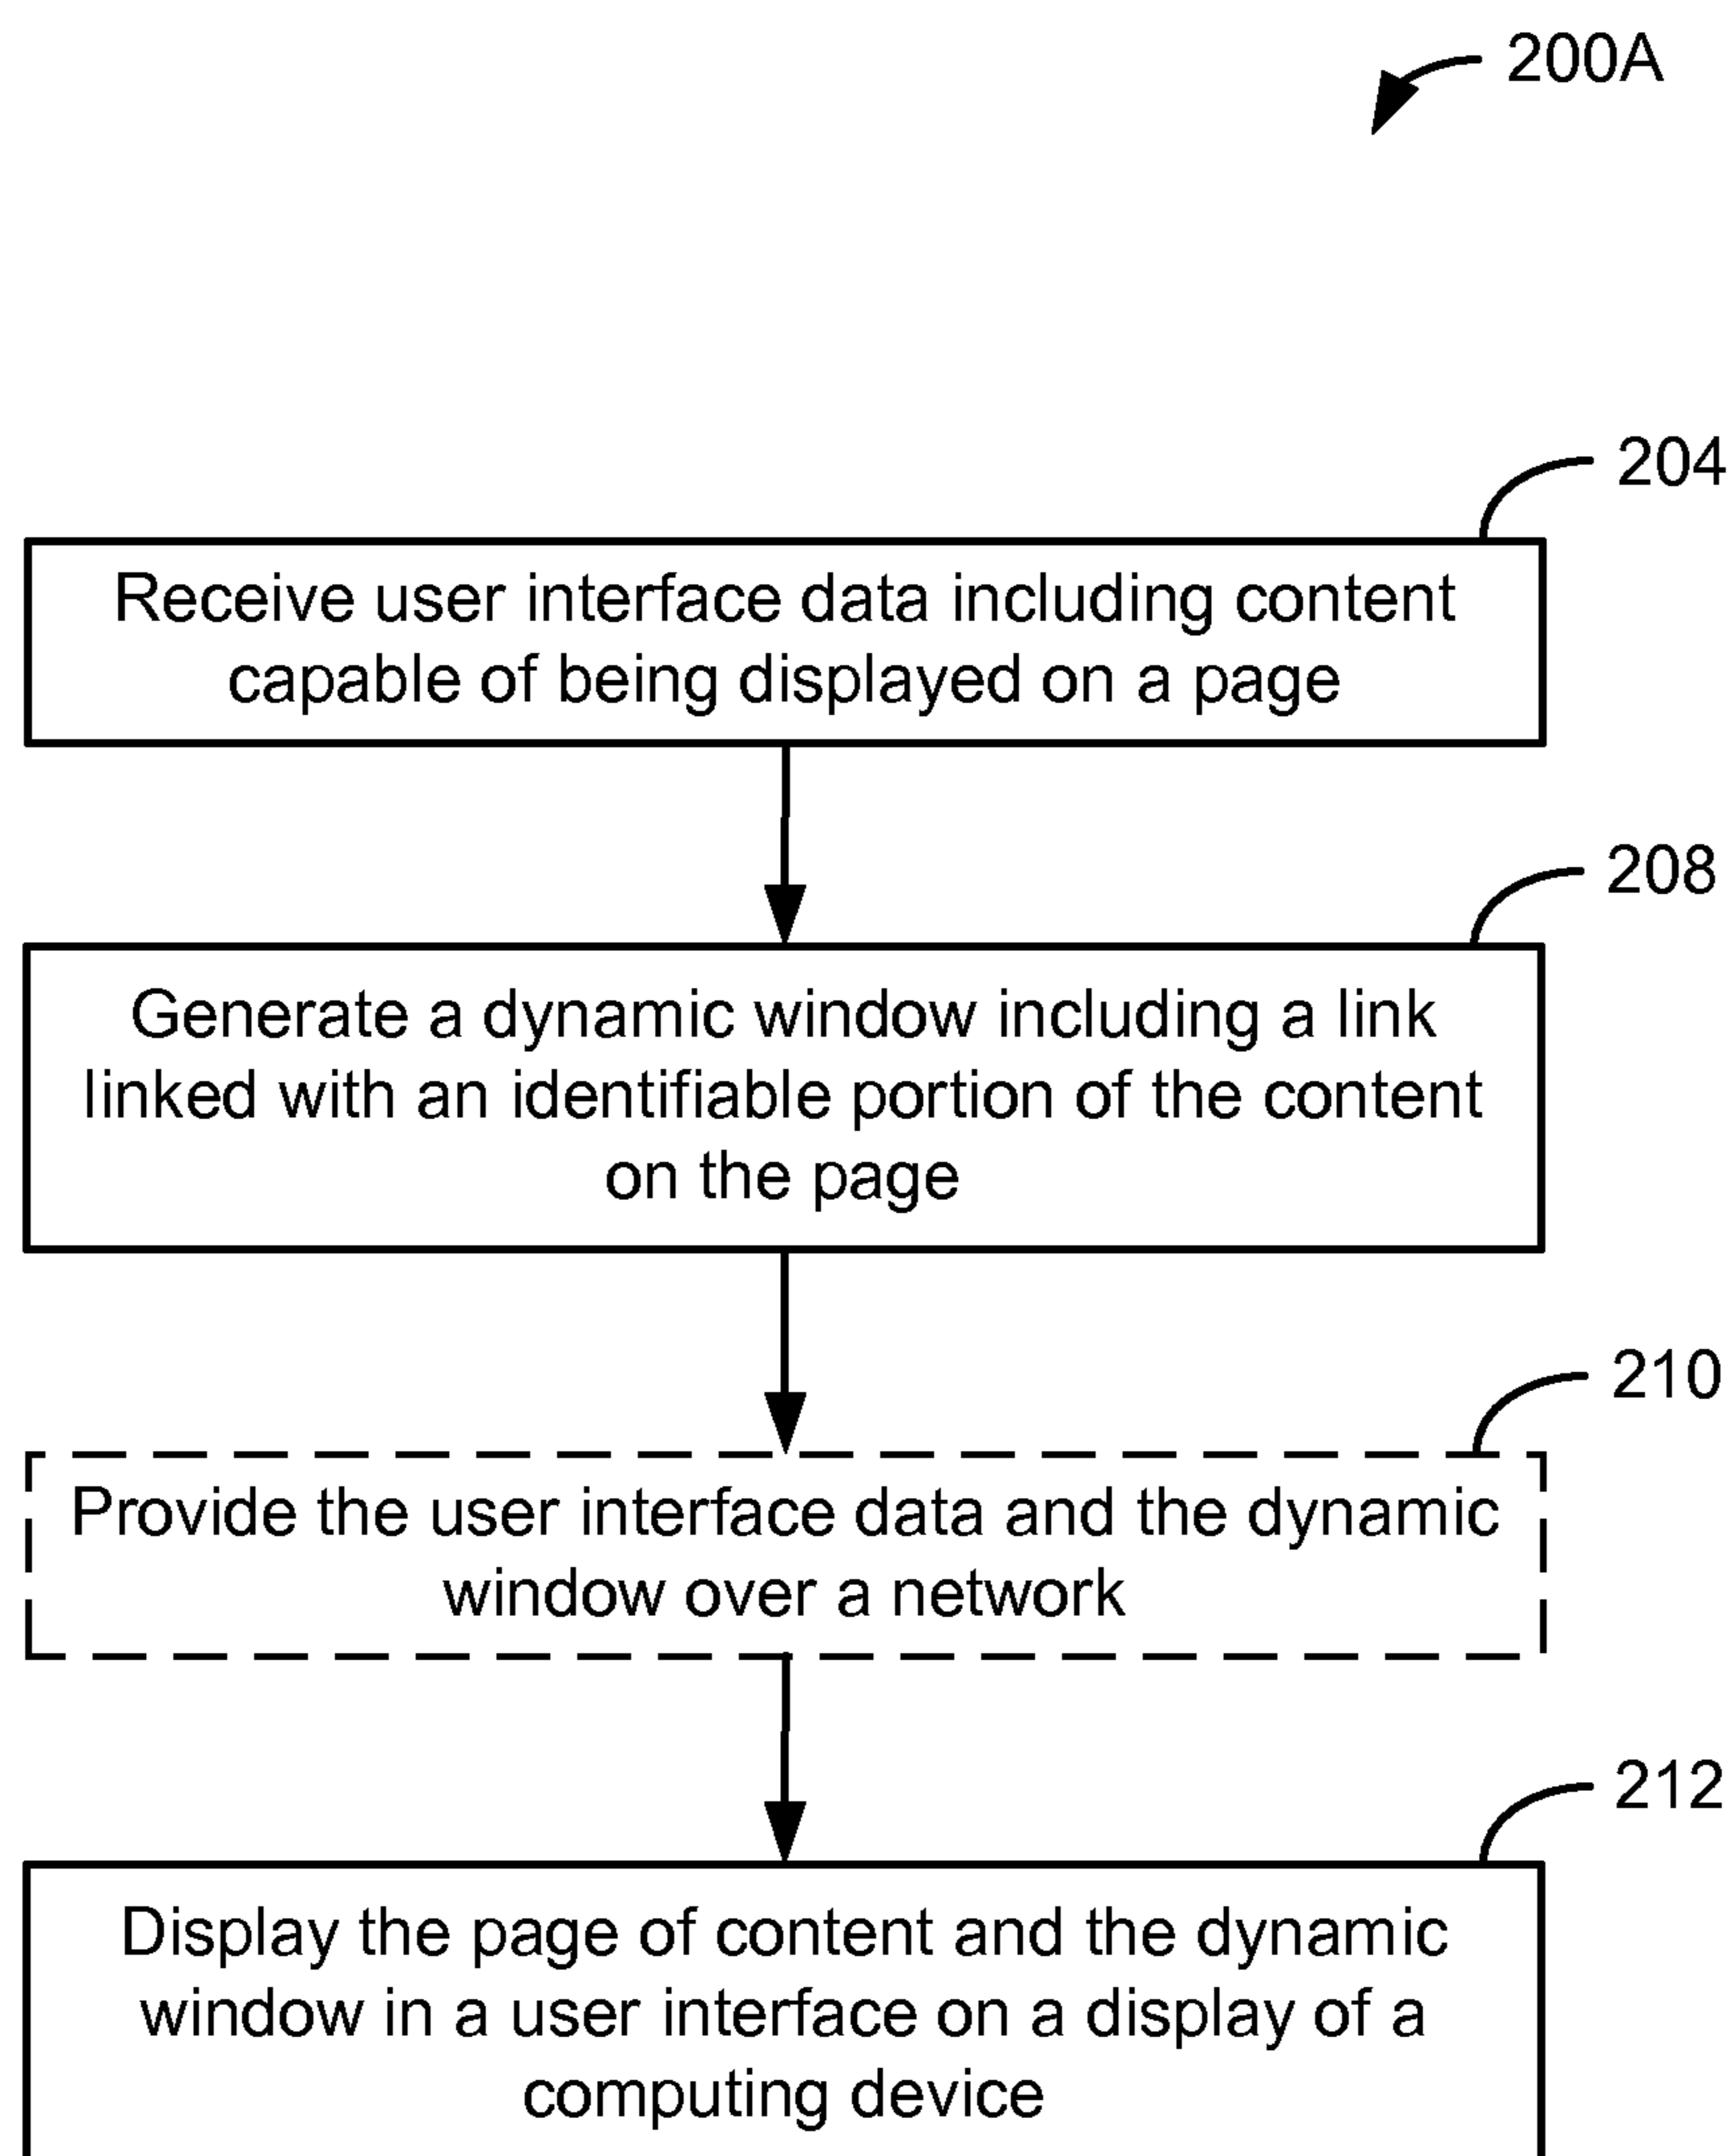 200A
204
Receive user interface data including content
capable of being displayed on a page
208
Generate a dynamic window including a link
linked with an identifiable portion of the content
on the page
210
Provide the user interface data and the dynamic
window over a network
212
Display the page of content and the dynamic
window in a user interface on a display of a
computing device